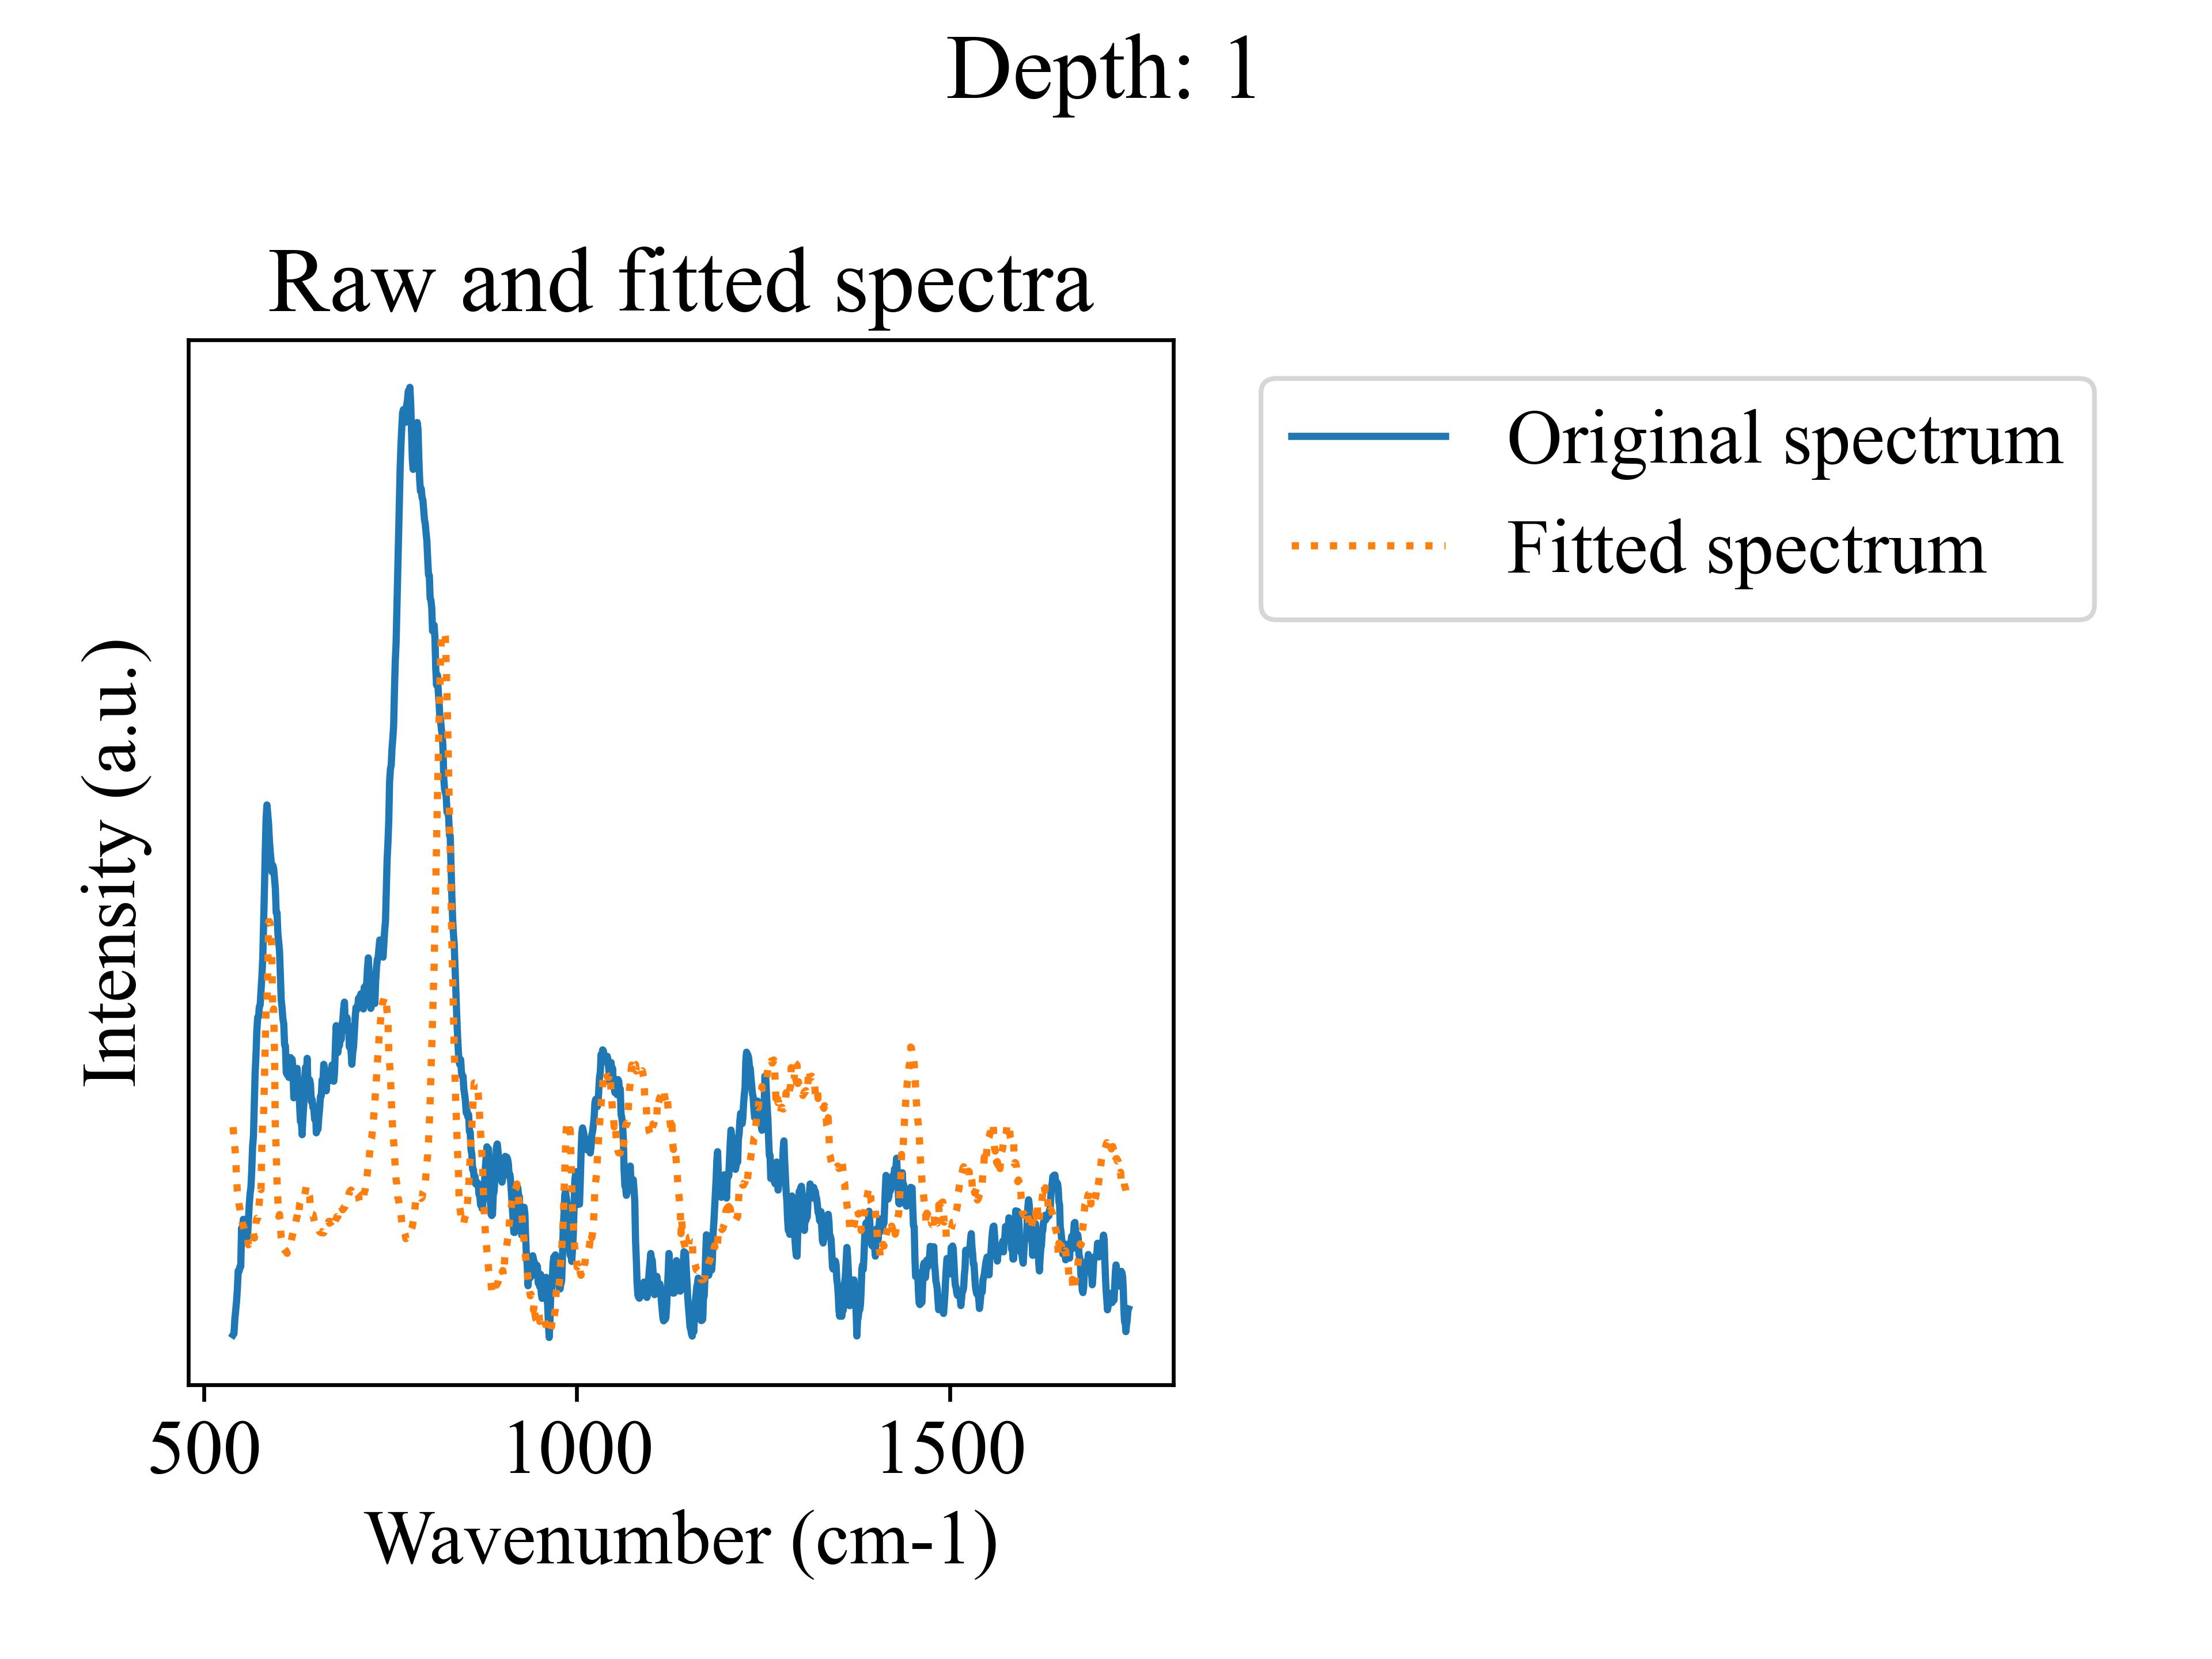 Depth: 1
Raw and fitted spectra
Original spectrum
Fitted spectrum
Intensity (a.u.)
500 1000 1500
Wavenumber (cm-1)